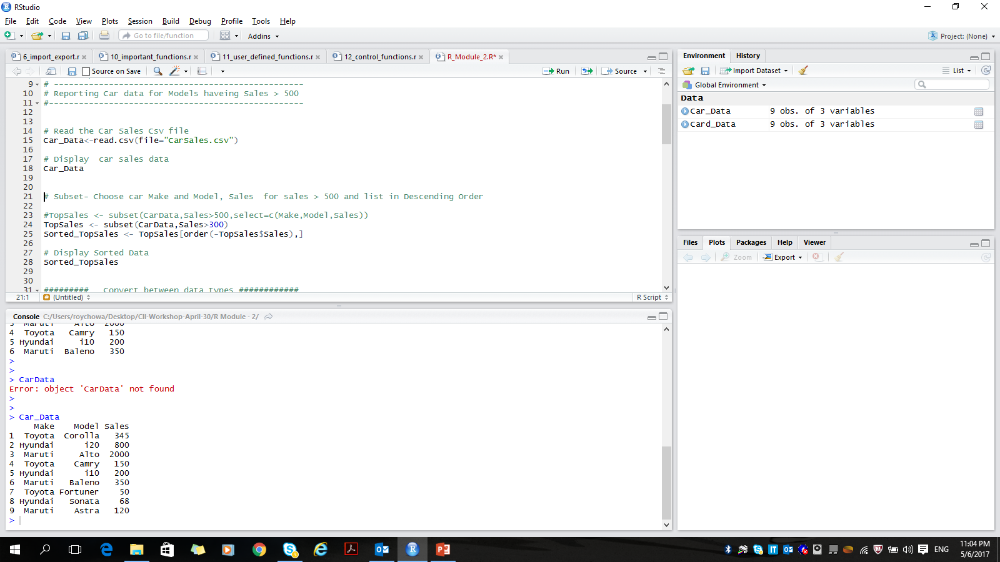 RStudio
File Edit Code View Plots Session Build Debug Profile Tools Help
Go to file/function Addins Project: (None)
6_import_export.r 10_important_functions.r 11_user_defined_functions.r 12_control_functions.r R_Module_2.R*
Source on Save Run Source
9 # --------------------------------------------------
10 # Reporting Car data for Models haveing Sales > 500
11 #---------------------------------------------------
12
13
14 # Read the Car Sales Csv file
15 Car_Data<-read.csv(file="CarSales.csv")
16
17 # Display  car sales data
18 Car_Data
19
20
21 # Subset- Choose car Make and Model, Sales  for sales > 500 and list in Descending Order
22
23 #TopSales <- subset(CarData,Sales>500,select=c(Make,Model,Sales))
24 TopSales <- subset(CarData,Sales>300)
25 Sorted_TopSales <- TopSales[order(-TopSales$Sales),]
26
27 # Display Sorted Data
28 Sorted_TopSales
29
30
31 #########   Convert between data types ############
21:1 # (Untitled) R Script
Console C:/Users/roychowa/Desktop/CII-Workshop-April-30/R Module - 2/
3 Maruti Alto 2000
4 Toyota Camry 150
5 Hyundai i10 200
6 Maruti Baleno 350
>
>
> CarData
Error: object 'CarData' not found
>
>
> Car_Data
Make Model Sales
1 Toyota Corolla 345
2 Hyundai i20 800
3 Maruti Alto 2000
4 Toyota Camry 150
5 Hyundai i10 200
6 Maruti Baleno 350
7 Toyota Fortuner 50
8 Hyundai Sonata 68
9 Maruti Astra 120
>
Environment History
Import Dataset List
Global Environment
Data
Car_Data 9 obs. of 3 variables
Card_Data 9 obs. of 3 variables
Files Plots Packages Help Viewer
Zoom Export
ENG
11:04 PM
5/6/2017